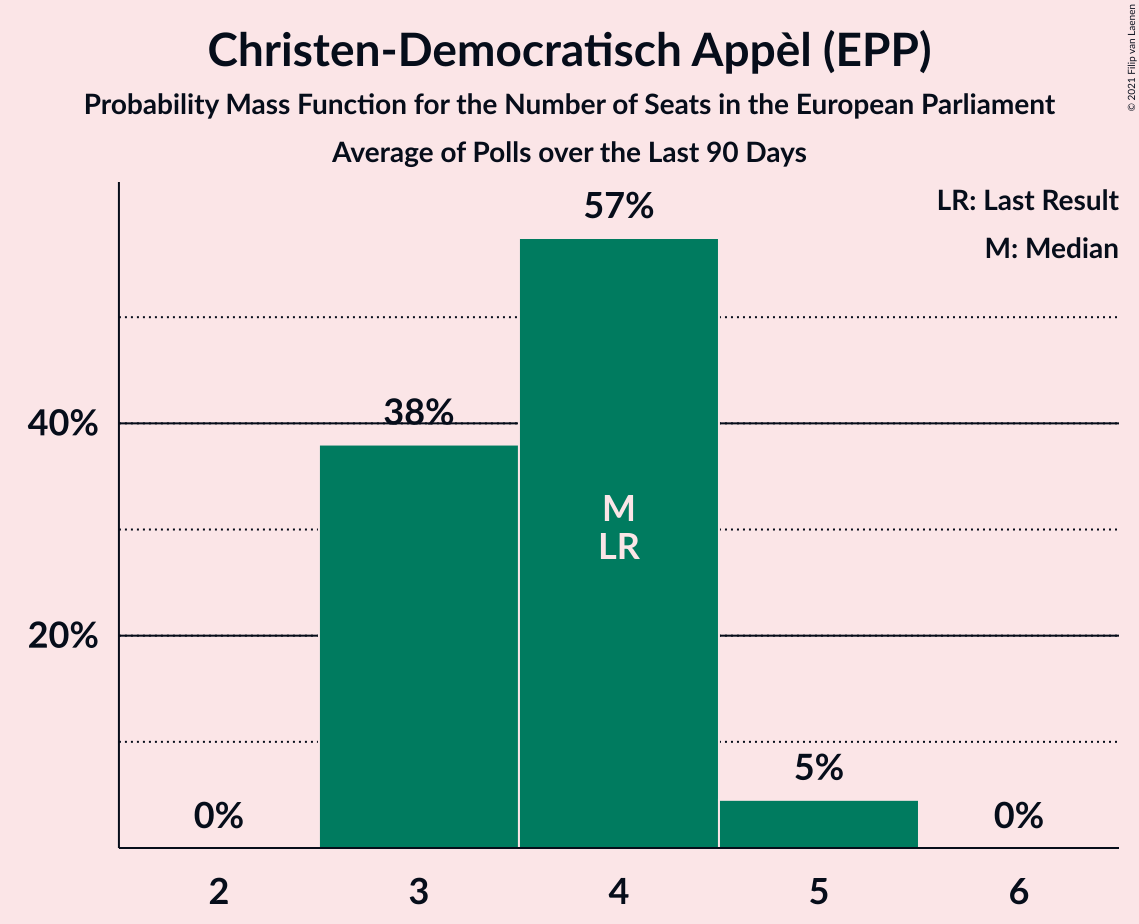 Christen-Democratisch Appèl (EPP)
Probability Mass Function for the Number of Seats in the European Parliament
Average of Polls over the Last 90 Days
© 2021 Filip van Laenen
LR: Last Result
M: Median
57%
38%
40%
M
LR
20%
5%
0%
0%
2
3
4
5
6